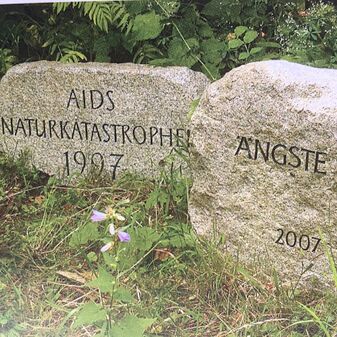 AIDS
NATURKATASTROPHEN
1997
ÄNGSTE
2007